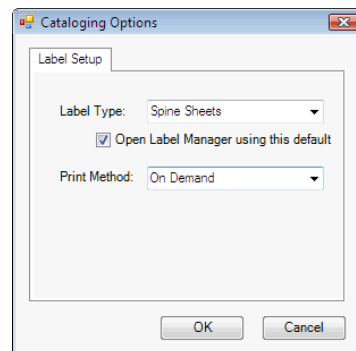 Cataloging Options
Label Setup
Label Type: Spine Sheets
Open Label Manager using this default
Print Method: On Demand
OK Cancel